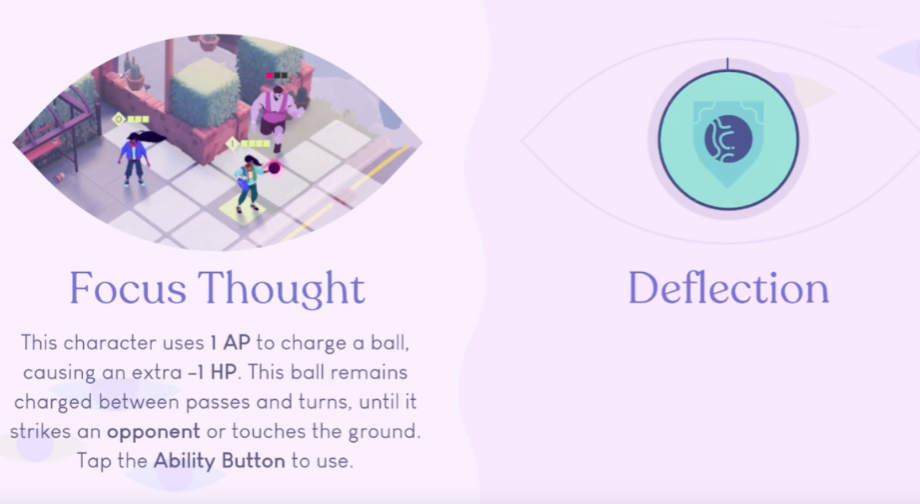 Focus Thought
This character uses 1 AP to charge a ball,
causing an extra -1 HP. This ball remains
charged between passes and turns, until it
strikes an opponent or touches the ground.
Tap the Ability Button to use.
Deflection